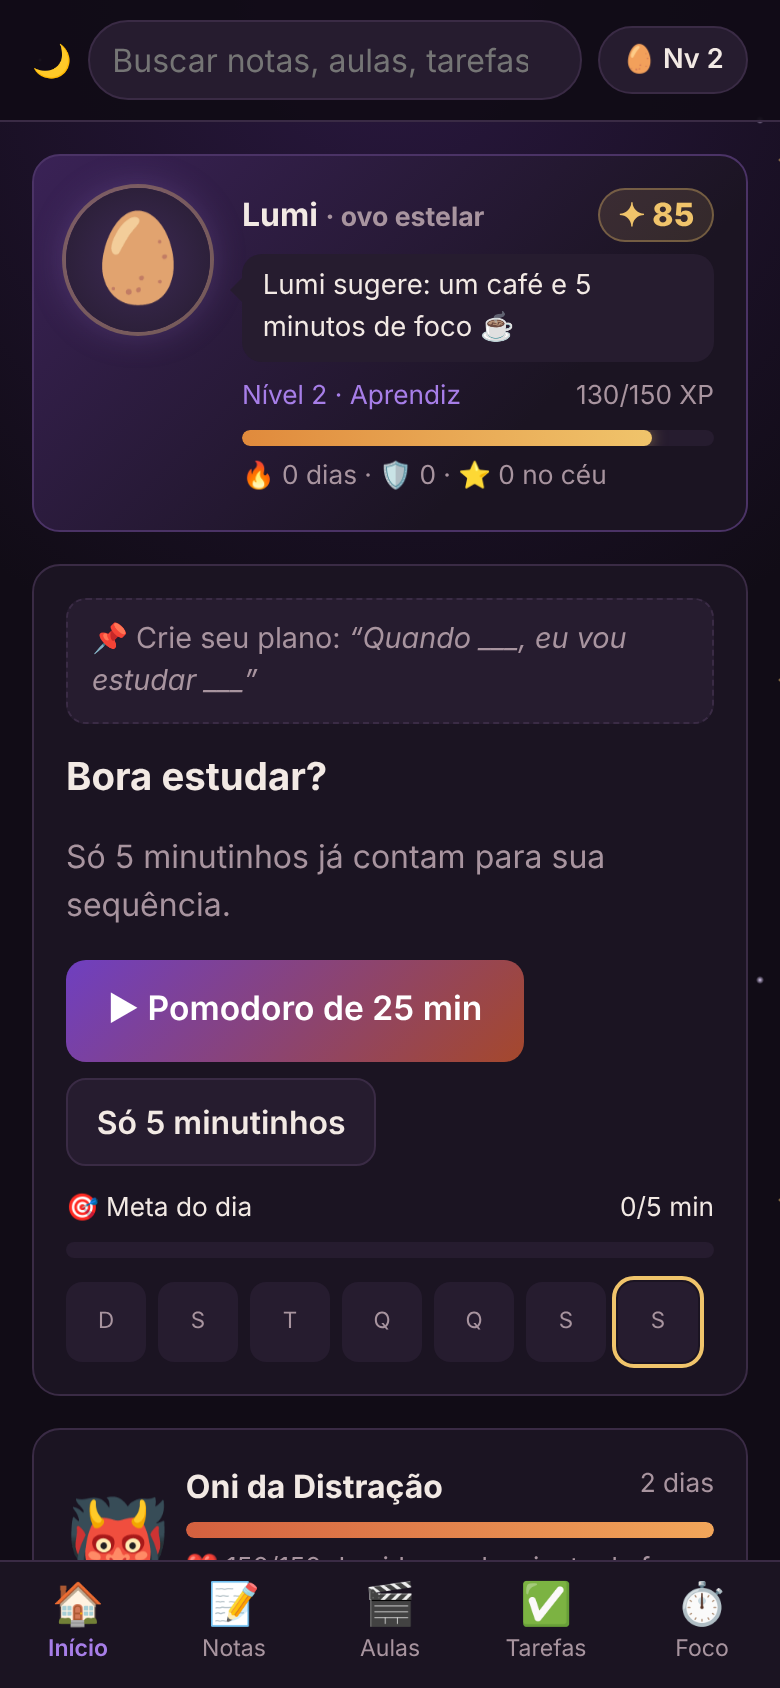 Buscar notas, aulas, tarefas
Nv 2
Lumi · ovo estelar
✦ 85
Lumi sugere: um café e 5
minutos de foco ☕
Nível 2 · Aprendiz
130/150 XP
🔥 0 dias · 🛡️ 0 · ⭐ 0 no céu
📌 Crie seu plano: “Quando ___, eu vou
estudar ___”
Bora estudar?
Só 5 minutinhos já contam para sua
sequência.
▶ Pomodoro de 25 min
Só 5 minutinhos
🎯 Meta do dia
0/5 min
D S T Q Q S S
Oni da Distração
2 dias
Início
Notas
Aulas
Tarefas
Foco